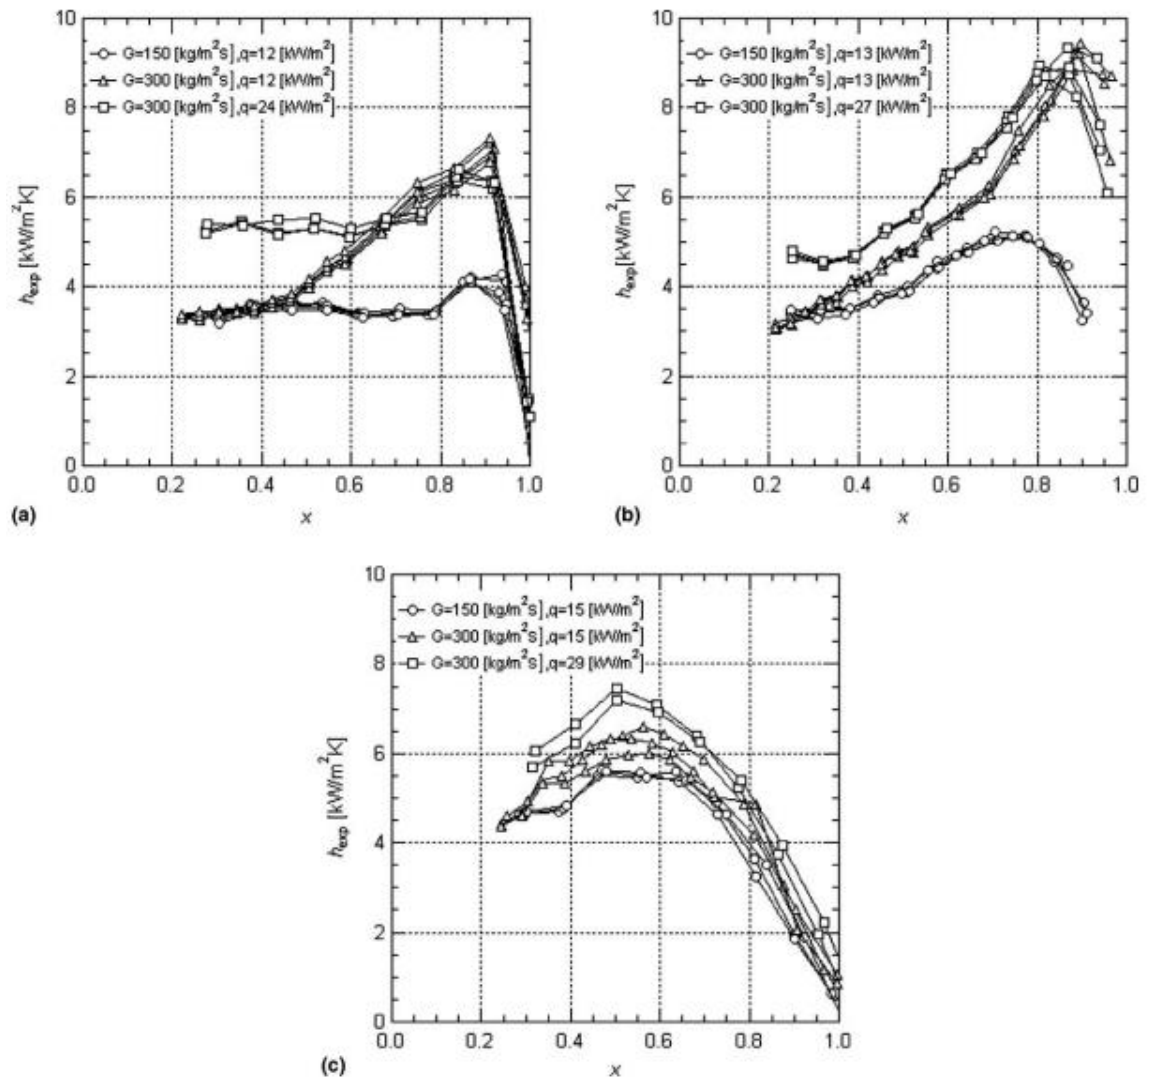 10
8
6
4
2
0
h_exp [kW/m²K]
G=150 [kg/m²s],q=12 [kW/m²]
G=300 [kg/m²s],q=12 [kW/m²]
G=300 [kg/m²s],q=24 [kW/m²]
0.0 0.2 0.4 0.6 0.8 1.0
(a) x
10
8
6
4
2
0
h_exp[kW/m²K]
G=150 [kg/m²s],q=13 [kW/m²]
G=300 [kg/m²s],q=13 [kW/m²]
G=300 [kg/m²s],q=27 [kW/m²]
0.0 0.2 0.4 0.6 0.8 1.0
(b) x
10
8
6
4
2
0
h_exp [kW/m²K]
G=150 [kg/m²s],q=15 [kW/m²]
G=300 [kg/m²s],q=15 [kW/m²]
G=300 [kg/m²s],q=29 [kW/m²]
0.0 0.2 0.4 0.6 0.8 1.0
(c) x